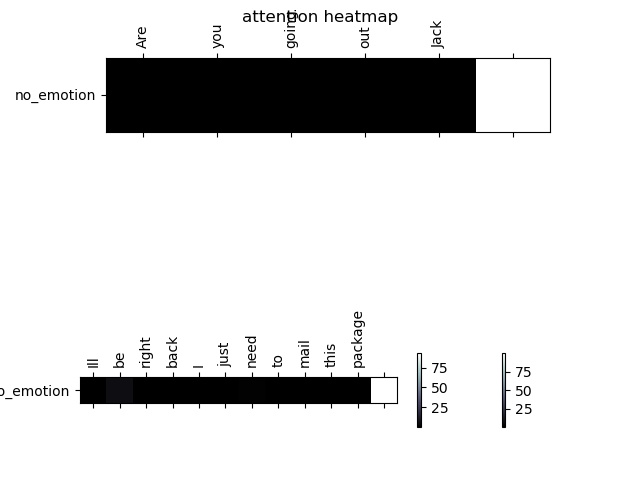 attention heatmap
Are you going out Jack
no_emotion
Ill be right back I just need to mail this package
o_emotion
75 75
50 50
25 25